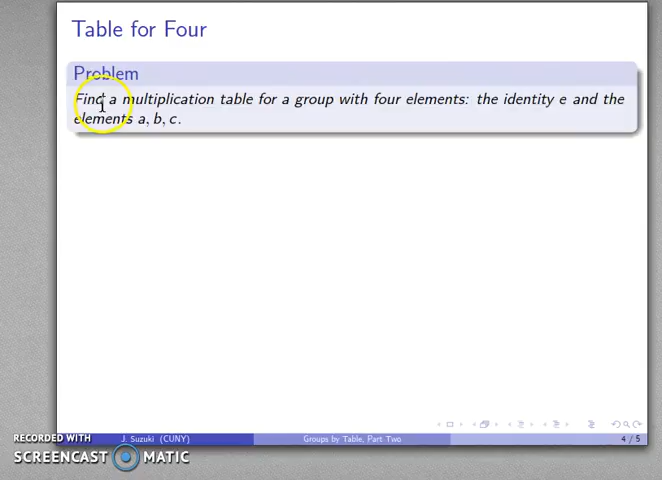 Table for Four
Problem
Find a multiplication table for a group with four elements: the identity e and the
elements a, b, c.
RECORDED WITH
J. Suzuki (CUNY)
Groups by Table, Part Two
4 / 5
SCREENCAST MATIC